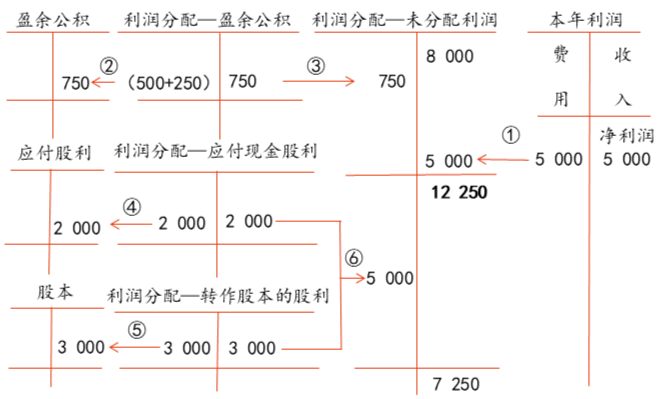 盈余公积 利润分配—盈余公积 利润分配—未分配利润 本年利润
8 000 费 收
② ③
750 (500+250) 750 750
用 入
① 净利润
应付股利 利润分配—应付现金股利 5 000 5 000 5 000
12 250
④
2 000 2 000 2 000
⑥
5 000
股本 利润分配—转作股本的股利
⑤
3 000 3 000 3 000
7 250